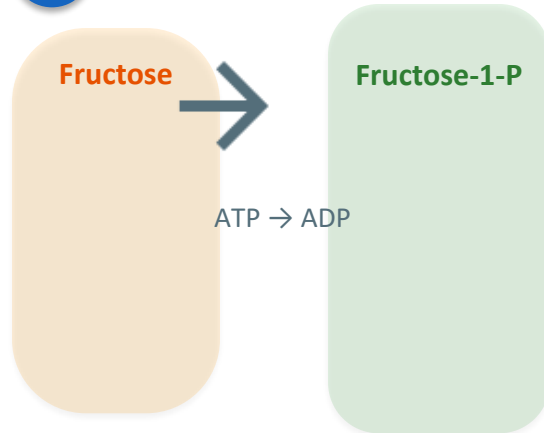 Fructose
Fructose-1-P
ATP → ADP